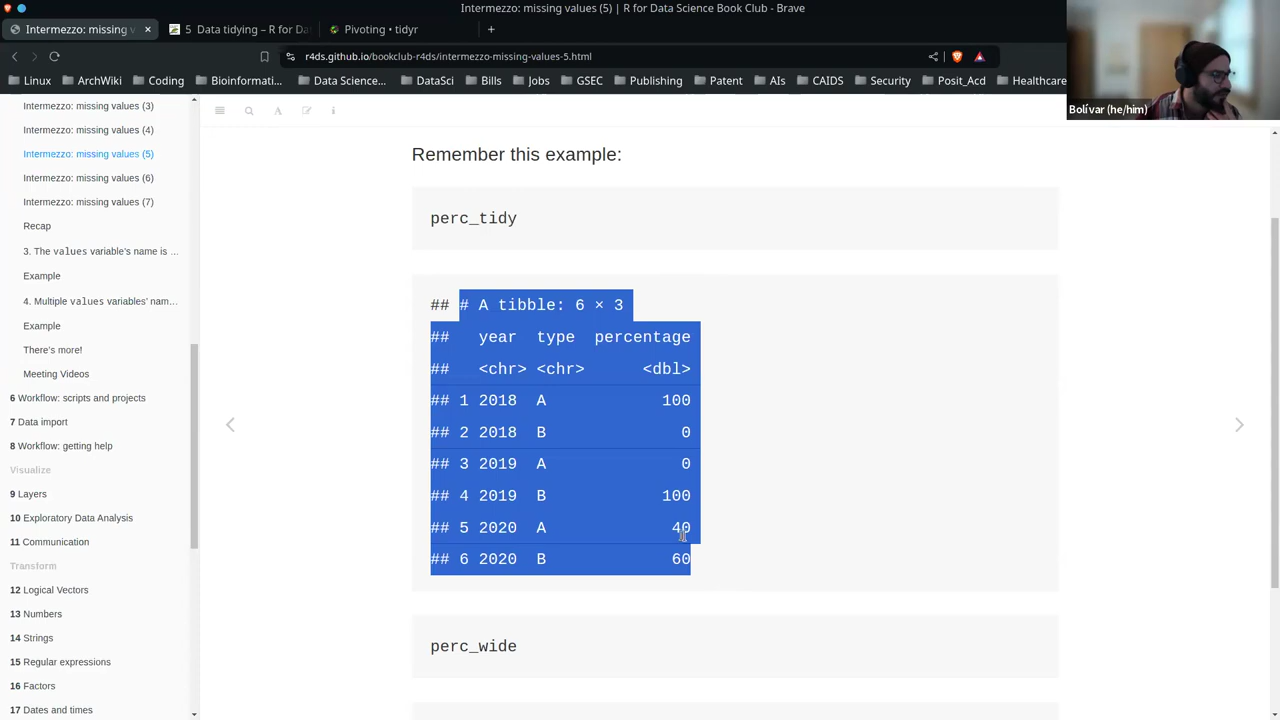 Intermezzo: missing values (5) | R for Data Science Book Club - Brave
Intermezzo: missing v
5 Data tidying – R for Da
Pivoting • tidyr
r4ds.github.io/bookclub-r4ds/intermezzo-missing-values-5.html
Linux ArchWiki Coding Bioinformati... Data Science... DataSci Bills Jobs GSEC Publishing Patent AIs CAIDS Security Posit_Acd Healthcare
Bolívar (he/him)
Intermezzo: missing values (3)
Intermezzo: missing values (4)
Intermezzo: missing values (5)
Intermezzo: missing values (6)
Intermezzo: missing values (7)
Recap
3. The values variable’s name is ...
Example
4. Multiple values variables’ nam...
Example
There’s more!
Meeting Videos
6 Workflow: scripts and projects
7 Data import
8 Workflow: getting help
Visualize
9 Layers
10 Exploratory Data Analysis
11 Communication
Transform
12 Logical Vectors
13 Numbers
14 Strings
15 Regular expressions
16 Factors
17 Dates and times
Remember this example:
perc_tidy
## # A tibble: 6 × 3
## year type percentage
## <chr> <chr> <dbl>
## 1 2018 A 100
## 2 2018 B 0
## 3 2019 A 0
## 4 2019 B 100
## 5 2020 A 40
## 6 2020 B 60
perc_wide